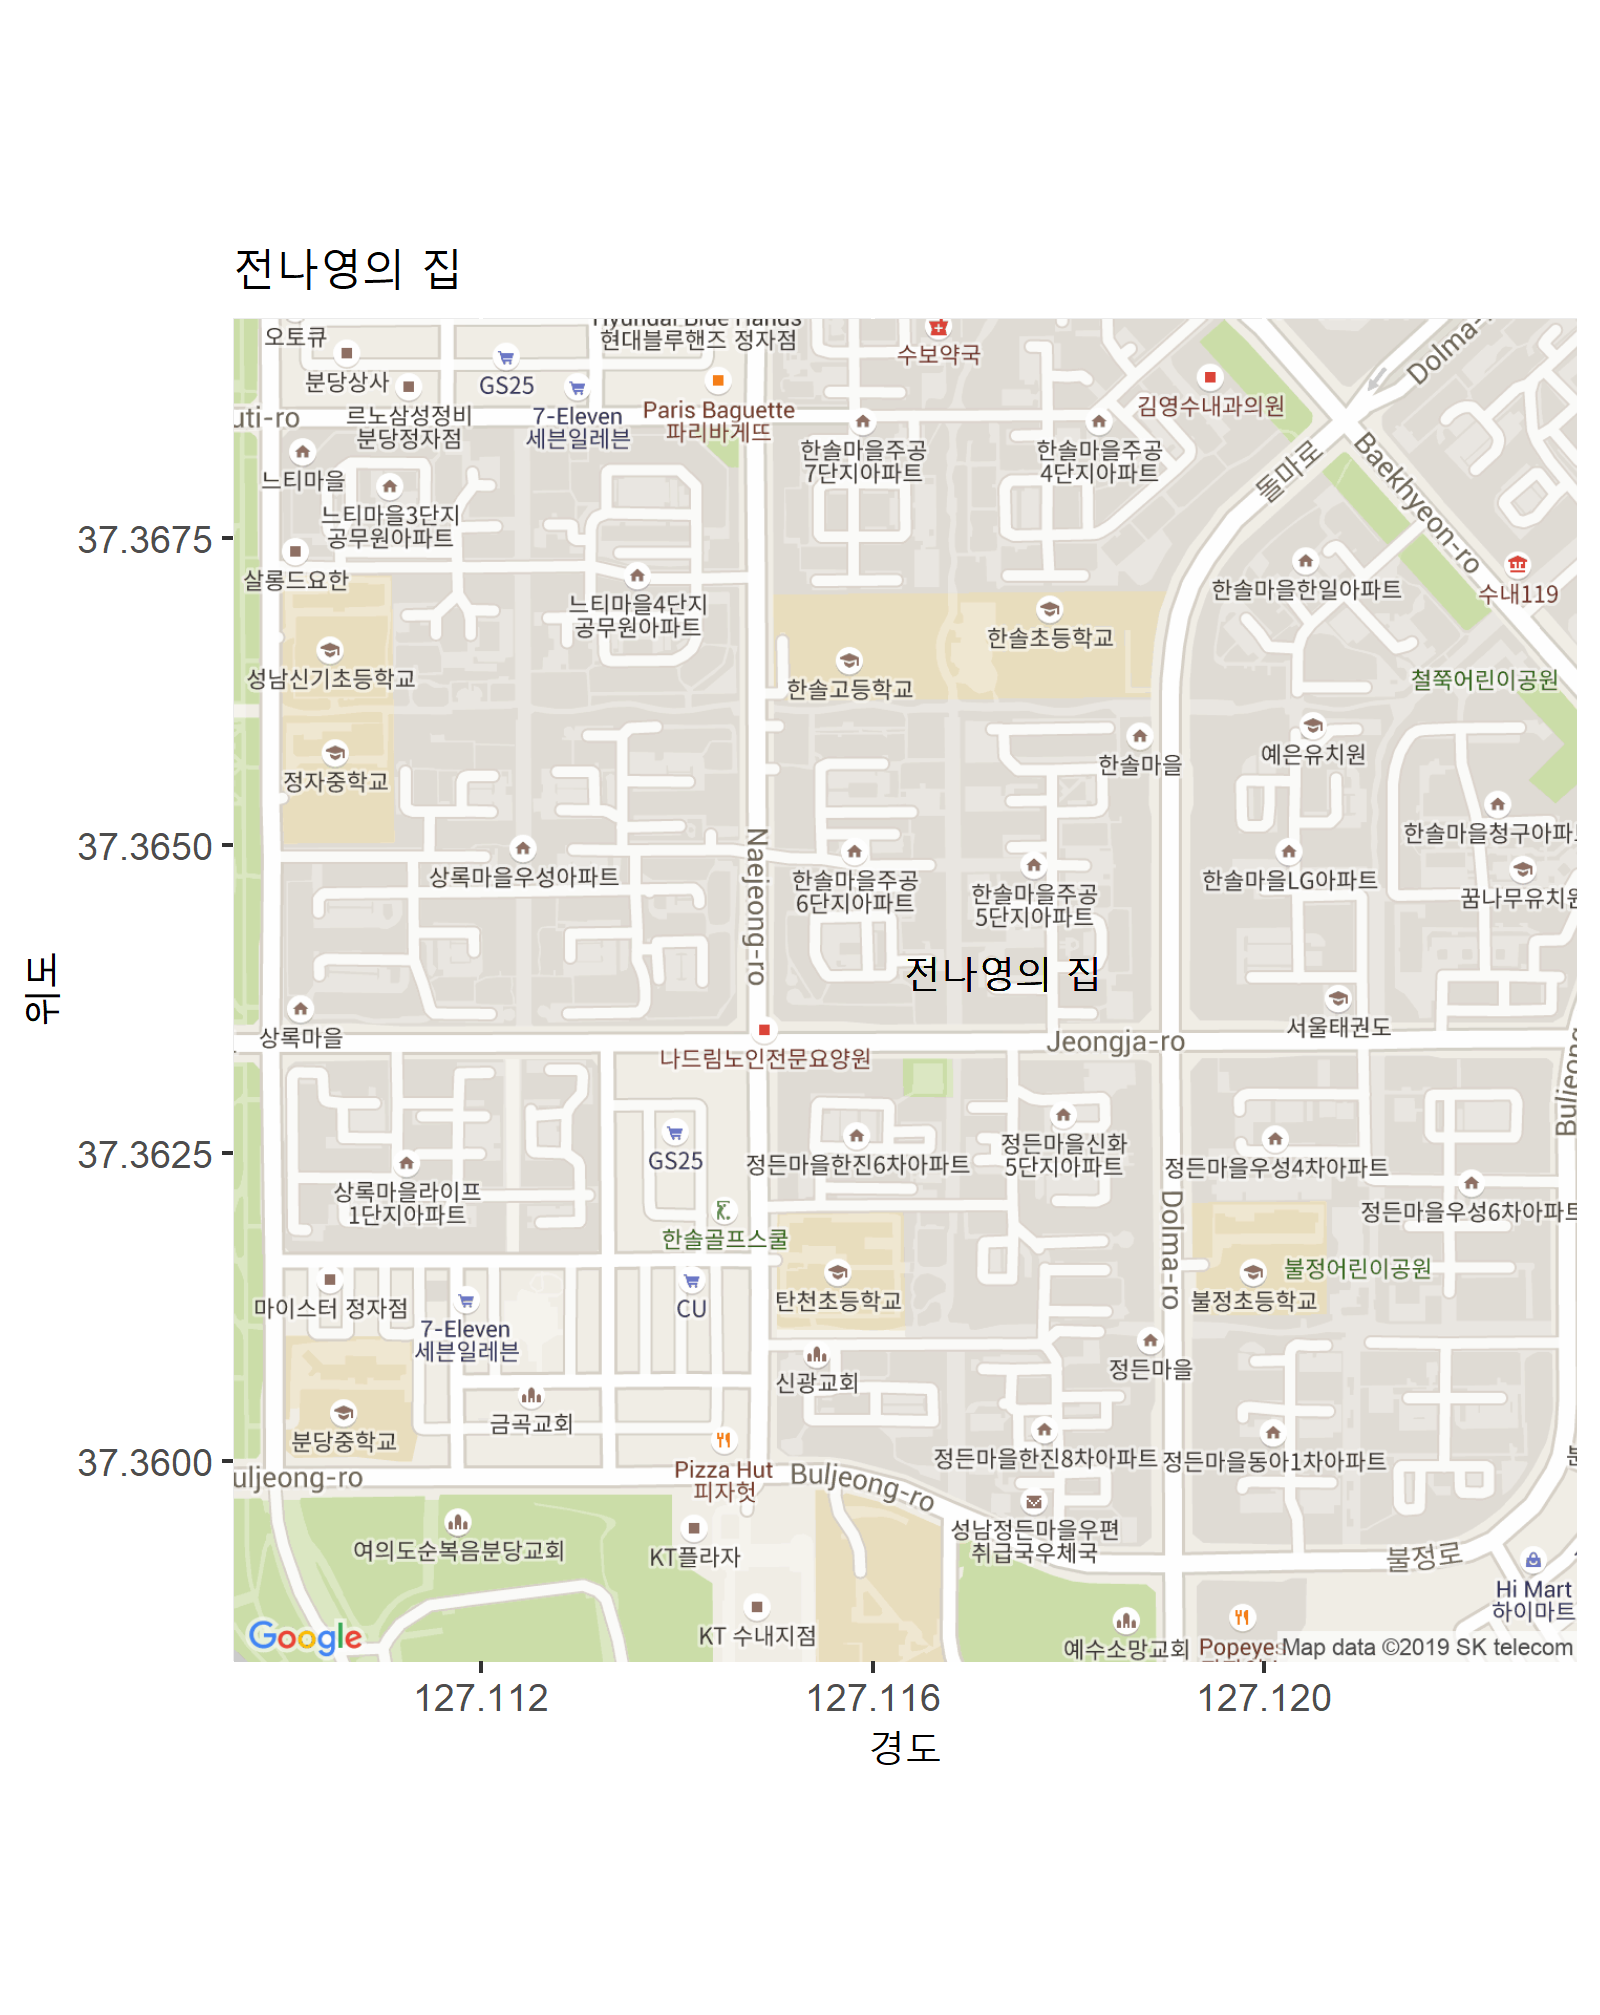 전나영의 집
오토큐
Hyundai Blue Hands
현대블루핸즈 정자점
수보약국
Dolma-
분당상사
GS25
김영수내과의원
르노삼성정비
분당정자점
7-Eleven
세븐일레븐
Paris Baguette
파리바게뜨
uti-ro
한솔마을주공
7단지아파트
한솔마을주공
4단지아파트
돌마로
Baekhyeon-ro
느티마을
느티마을3단지
공무원아파트
37.3675
살롱드요한
느티마을4단지
공무원아파트
한솔마을한일아파트
수내119
한솔초등학교
성남신기초등학교
한솔고등학교
철쭉어린이공원
정자중학교
한솔마을
예은유치원
37.3650
한솔마을청구아파
Naejeong-ro
상록마을우성아파트
한솔마을주공
6단지아파트
한솔마을주공
5단지아파트
한솔마을LG아파트
꿈나무유치원
전나영의 집
위도
상록마을
나드림노인전문요양원
Jeongja-ro
서울태권도
Buljeong
37.3625
GS25
정든마을한진6차아파트
정든마을신화
5단지아파트
정든마을우성4차아파트
상록마을라이프
1단지아파트
정든마을우성6차아파트
한솔골프스쿨
Dolma-ro
마이스터 정자점
CU
탄천초등학교
불정초등학교
불정어린이공원
7-Eleven
세븐일레븐
신광교회
정든마을
금곡교회
분당중학교
37.3600
정든마을한진8차아파트
정든마을동아1차아파트
uljeong-ro
Pizza Hut
피자헛
Buljeong-ro
여의도순복음분당교회
KT플라자
성남정든마을우편
취급국우체국
불정로
Hi Mart
하이마트
KT 수내지점
예수소망교회
Popeyes
Google
Map data ©2019 SK telecom
127.112
127.116
127.120
경도